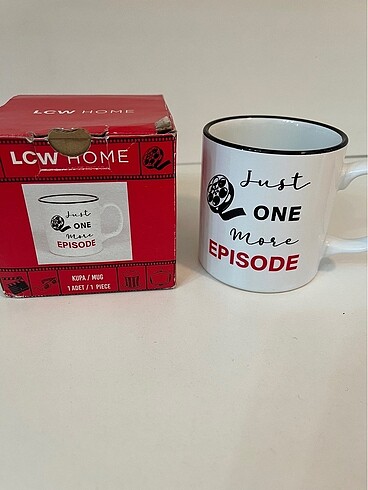 LCW HOME
LCW HOME
Just
ONE
More
EPISODE
KUPA / MUG
1 ADET / 1 PIECE
Just
ONE
More
EPISODE